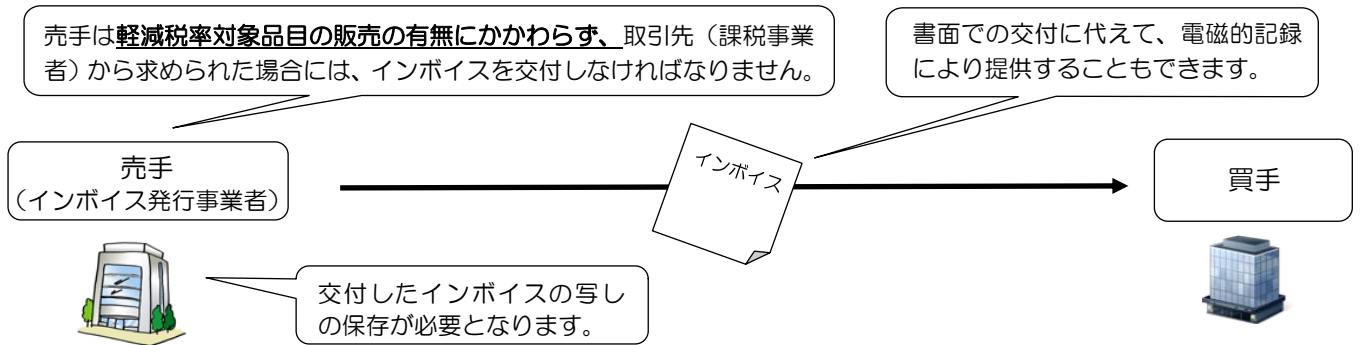 売手は軽減税率対象品目の販売の有無にかかわらず、取引先（課税事業
者）から求められた場合には、インボイスを交付しなければなりません。
書面での交付に代えて、電磁的記録
により提供することもできます。
売手
（インボイス発行事業者）
インボイス
買手
交付したインボイスの写し
の保存が必要となります。